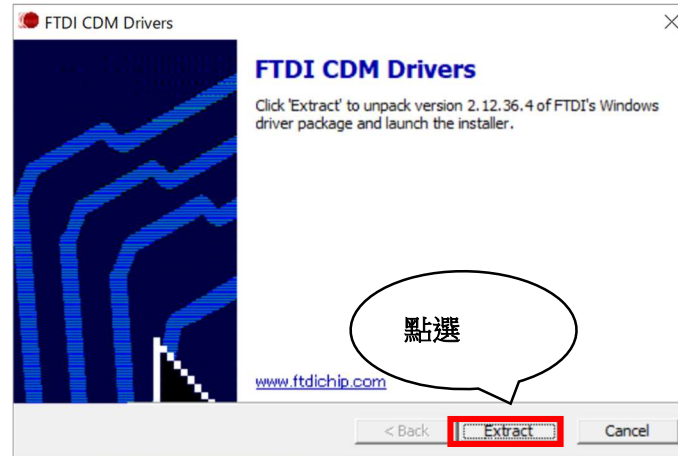 FTDI CDM Drivers
FTDI CDM Drivers
Click 'Extract' to unpack version 2.12.36.4 of FTDI's Windows
driver package and launch the installer.
點選
www.ftdichip.com
< Back
Extract
Cancel